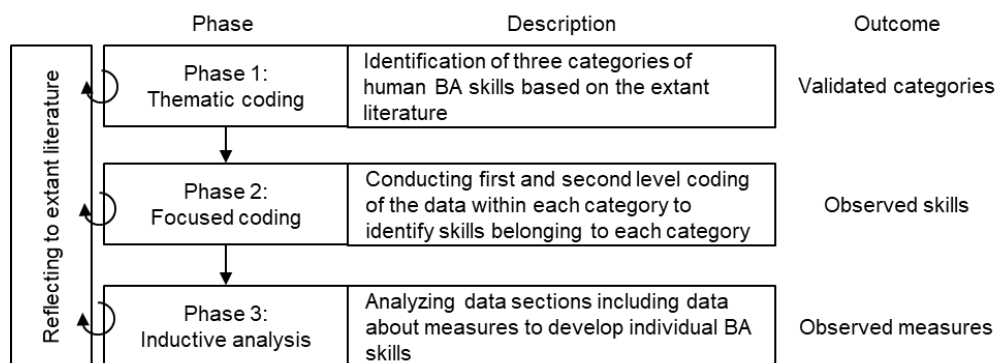 Phase
Description
Outcome
Reflecting to extant literature
Phase 1:
Thematic coding
Identification of three categories of
human BA skills based on the extant
literature
Validated categories
Phase 2:
Focused coding
Conducting first and second level coding
of the data within each category to
identify skills belonging to each category
Observed skills
Phase 3:
Inductive analysis
Analyzing data sections including data
about measures to develop individual BA
skills
Observed measures